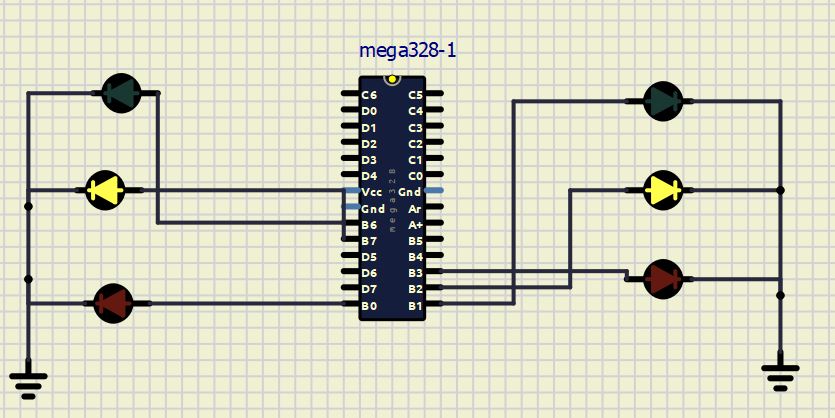 mega328-1
C6 C5
D0 C4
D1 C3
D2 C2
D3 C1
D4 C0
Vcc Gnd
Gnd Ar
B6 A+
B7 B5
D5 B4
D6 B3
D7 B2
B0 B1
mega328